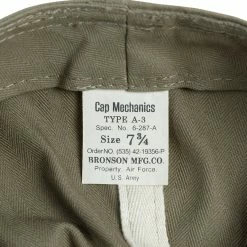 Cap Mechanics
TYPE A-3
Spec. No. 6-287-A
Size 7¾
Order NO. (535) 42-19356-P
BRONSON MFG. CO.
Property, Air Force
U.S. Army